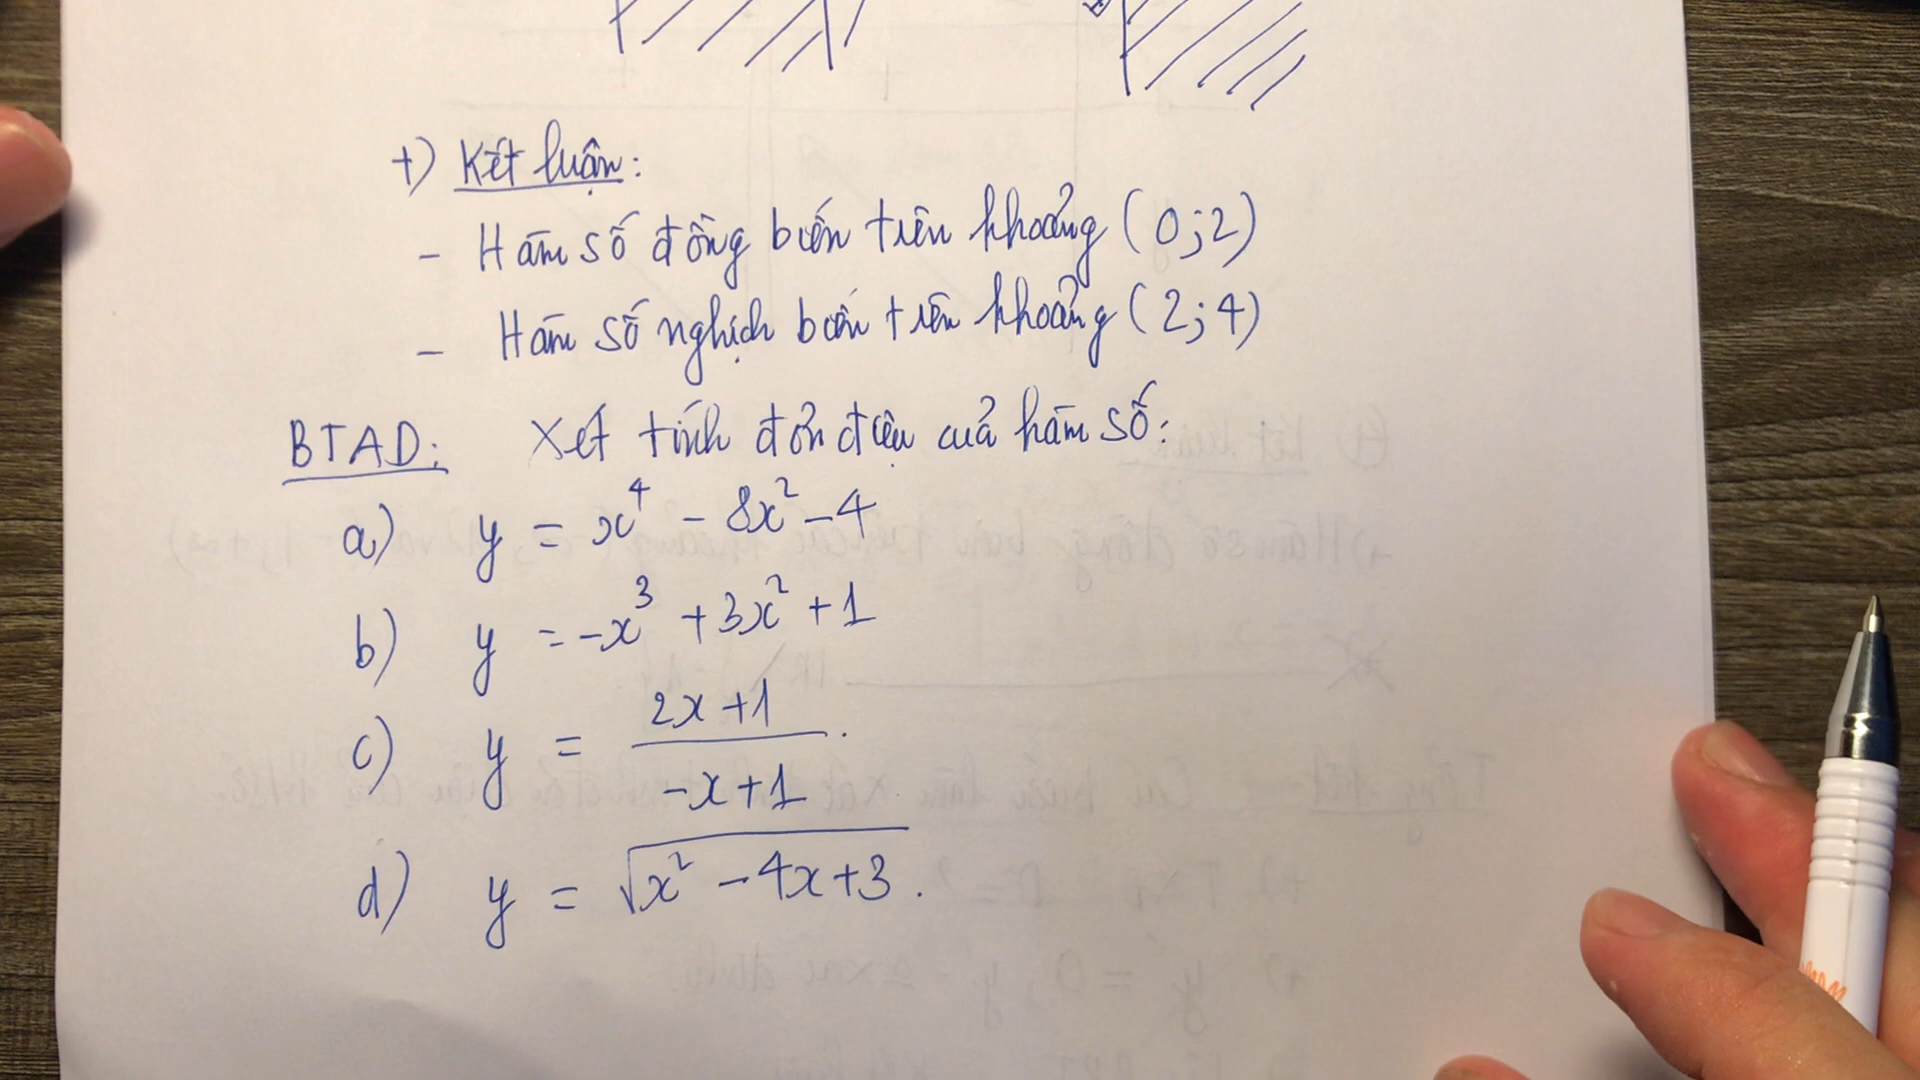 +) Kết luận:
- Hàm số đồng biến trên khoảng (0;2)
- Hàm số nghịch biến trên khoảng (2;4)
BTAD: Xét tính đơn điệu của hàm số:
a) y = x⁴ - 8x² - 4
b) y = -x³ + 3x² + 1
c) y = (2x+1)/(-x+1).
d) y = √(x² - 4x + 3).